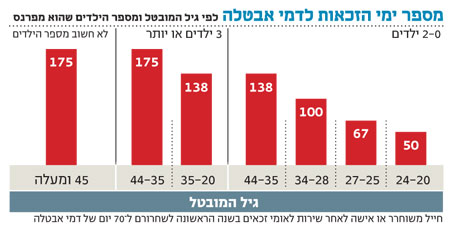 מספר ימי הזכאות לדמי אבטלה לפי גיל המובטל ומספר הילדים שהוא מפרנס
0–2 ילדים
3 ילדים או יותר
לא חשוב מספר הילדים
50
67
100
138
138
175
175
24–20
27–25
34–28
44–35
35–20
44–35
45 ומעלה
גיל המובטל
חייל משוחרר או אישה לאחר שירות לאומי זכאים בשנה הראשונה לשחרורם ל־70 יום של דמי אבטלה